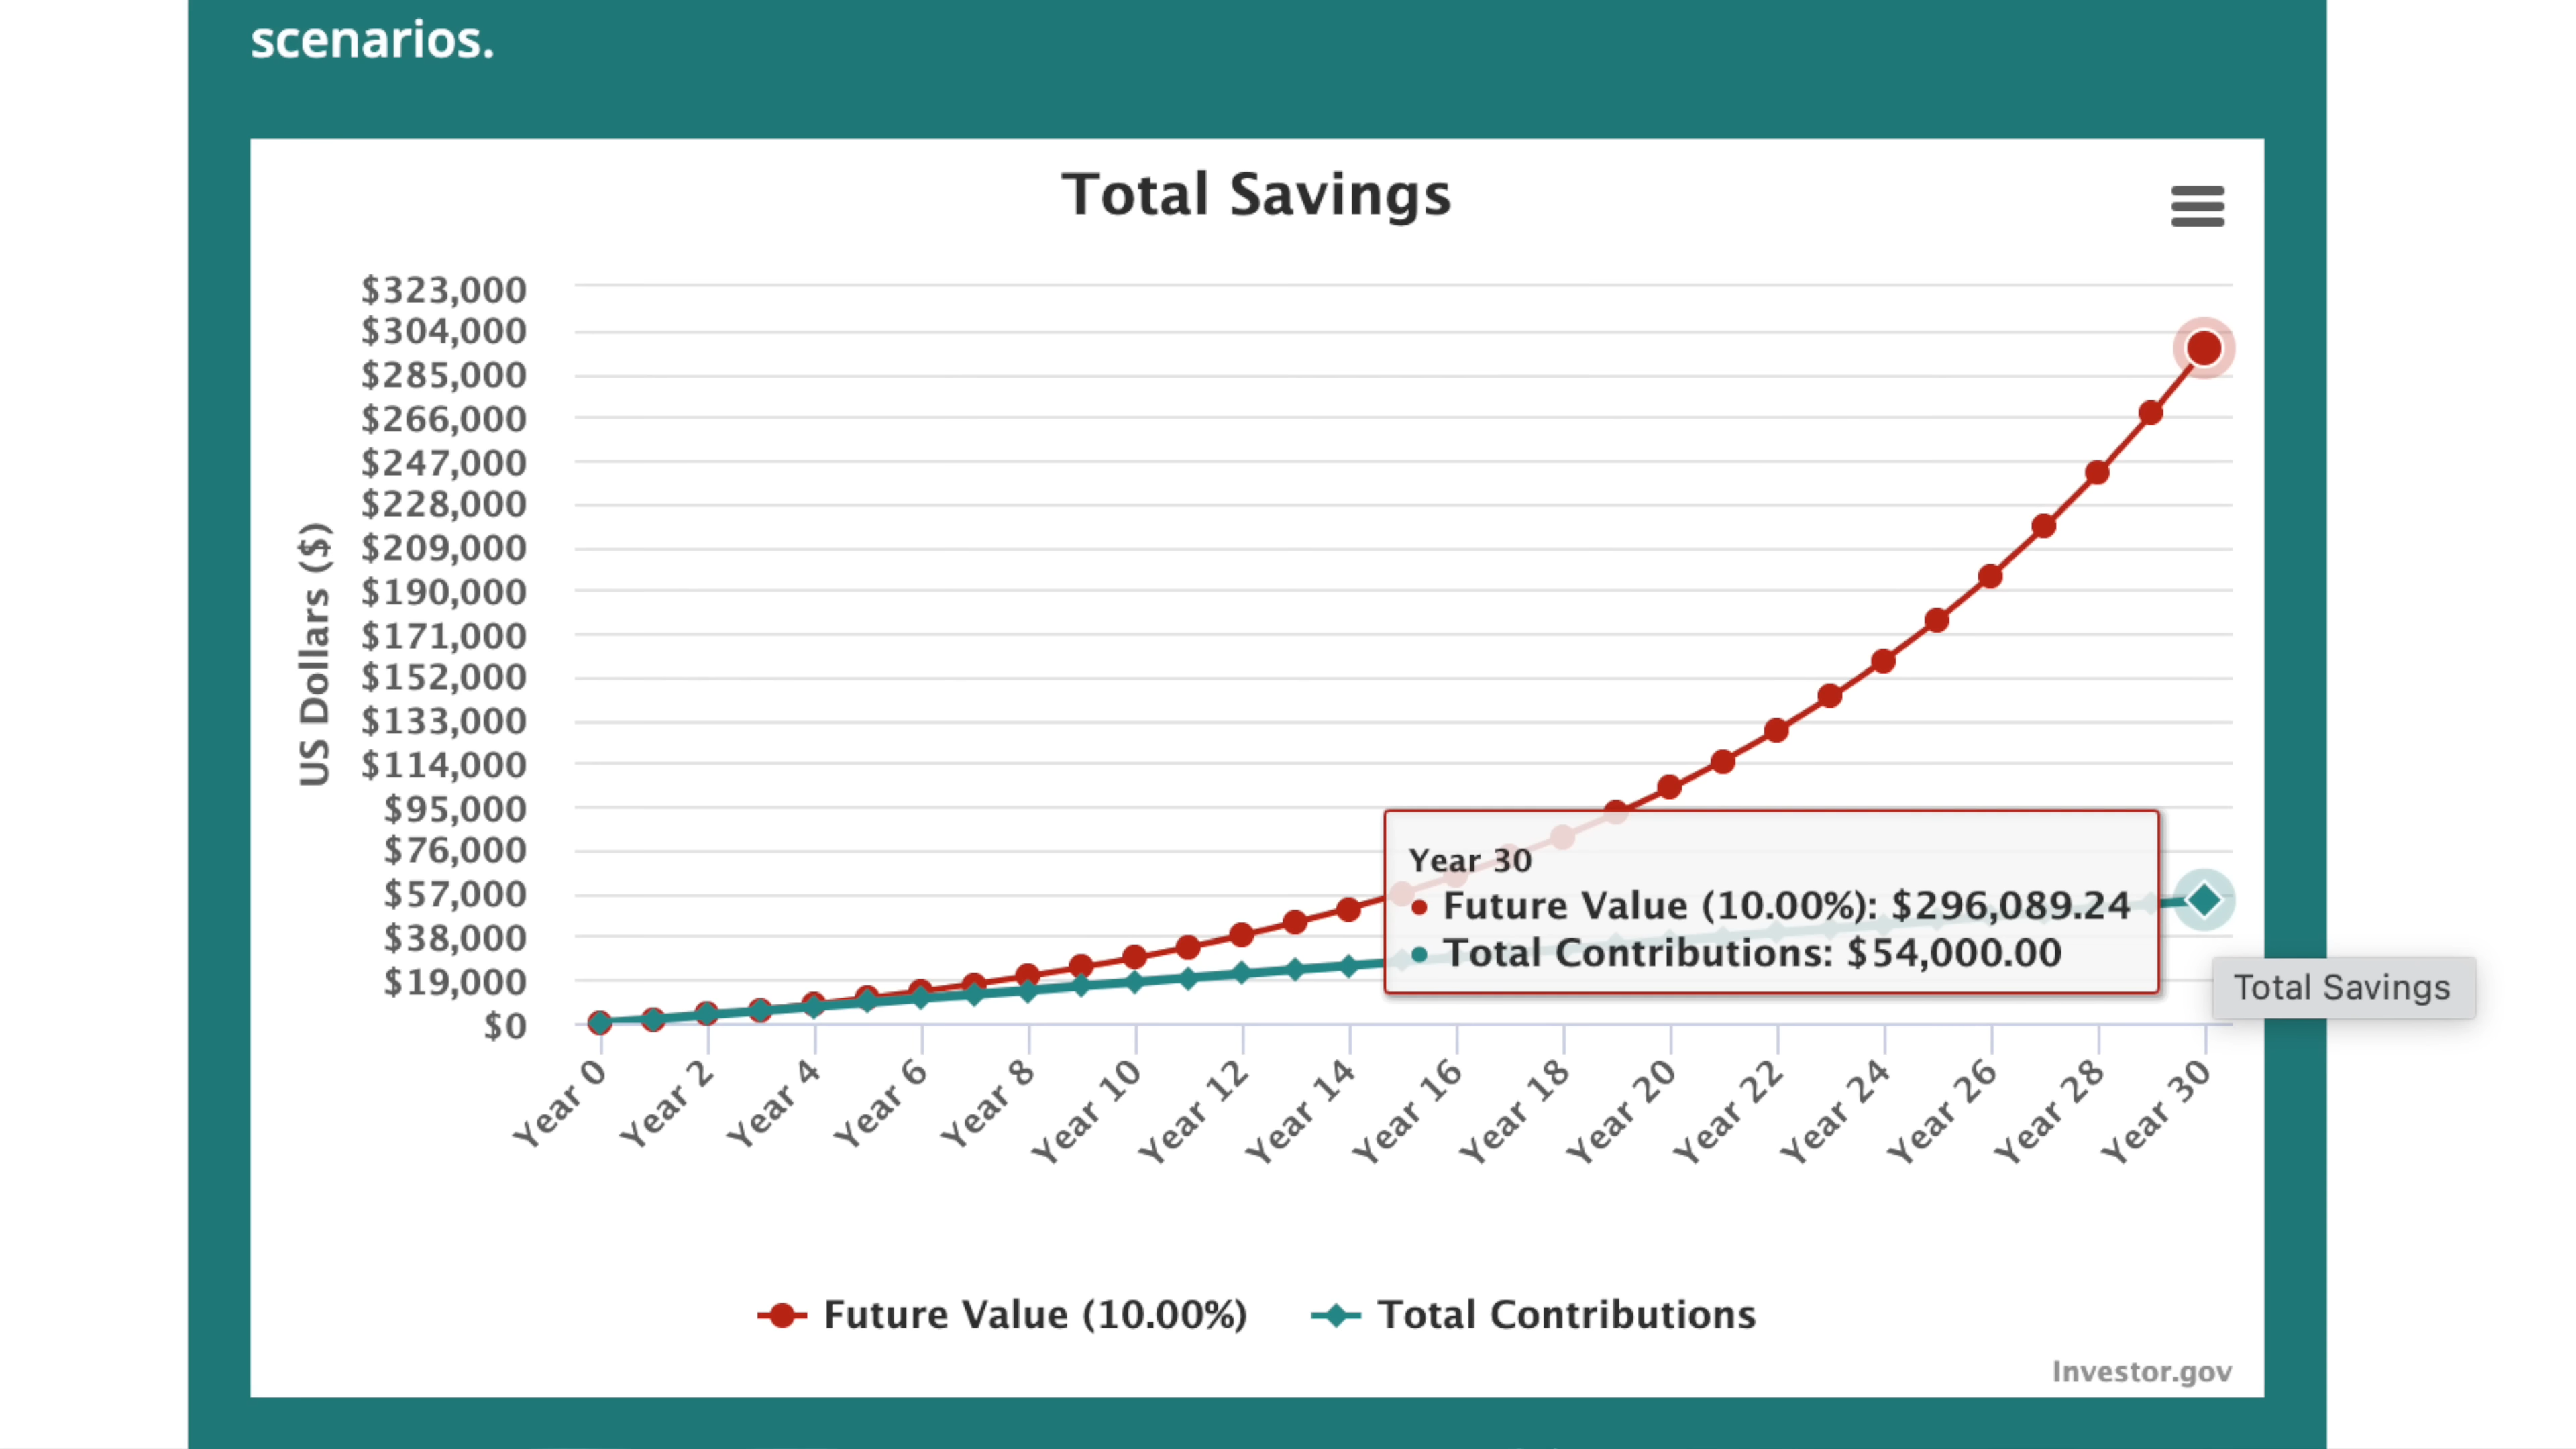 scenarios.
Total Savings
$323,000
$304,000
$285,000
$266,000
$247,000
$228,000
$209,000
$190,000
$171,000
$152,000
$133,000
$114,000
$95,000
$76,000
$57,000
$38,000
$19,000
$0
US Dollars ($)
Year 30
Future Value (10.00%): $296,089.24
Total Contributions: $54,000.00
Total Savings
Year 0
Year 2
Year 4
Year 6
Year 8
Year 10
Year 12
Year 14
Year 16
Year 18
Year 20
Year 22
Year 24
Year 26
Year 28
Year 30
Future Value (10.00%)
Total Contributions
Investor.gov